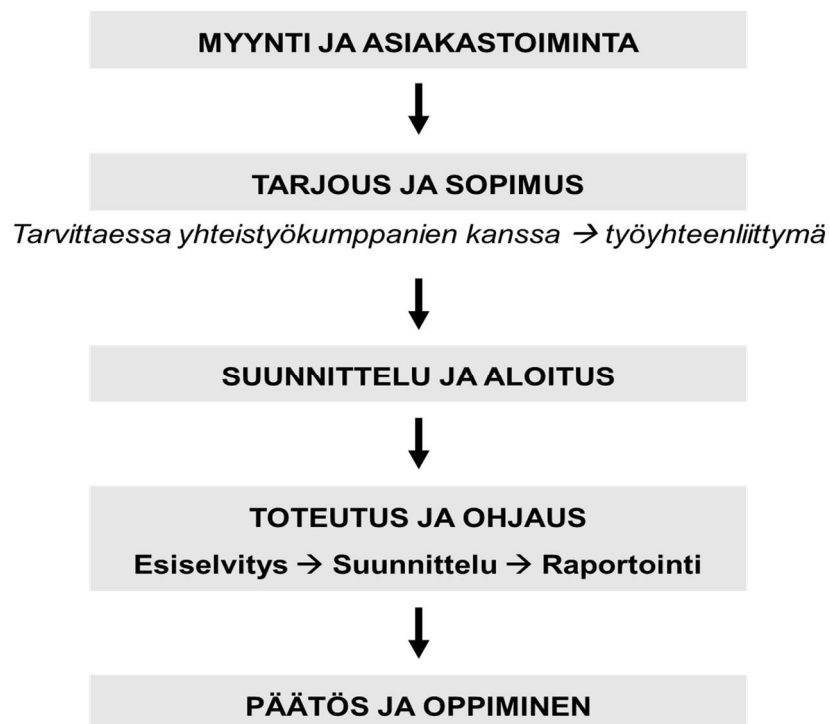 MYYNTI JA ASIAKASTOIMINTA
TARJOUS JA SOPIMUS
Tarvittaessa yhteistyökumppanien kanssa → työyhteenliittymä
SUUNNITTELU JA ALOITUS
TOTEUTUS JA OHJAUS
Esiselvitys → Suunnittelu → Raportointi
PÄÄTÖS JA OPPIMINEN